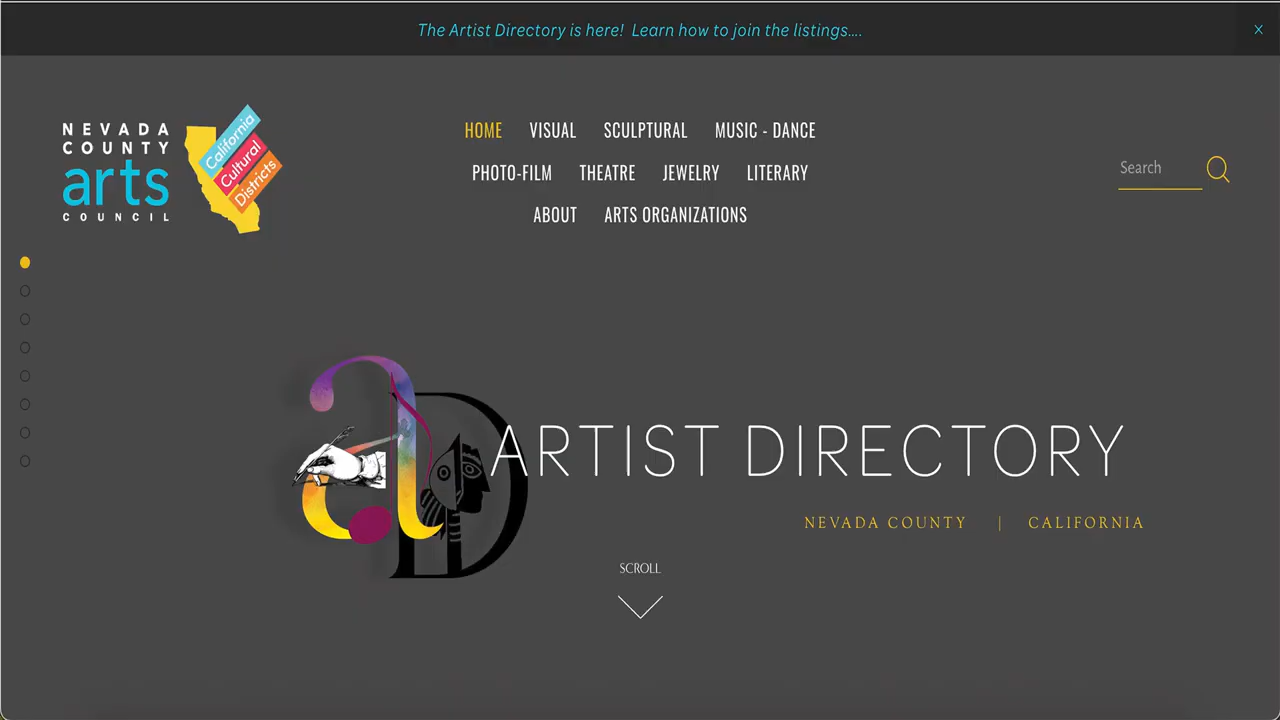 The Artist Directory is here!  Learn how to join the listings....
X
NEVADA
COUNTY
arts
COUNCIL
California
Cultural
Districts
HOME VISUAL SCULPTURAL MUSIC - DANCE
PHOTO-FILM THEATRE JEWELRY LITERARY
ABOUT ARTS ORGANIZATIONS
Search
aD
ARTIST DIRECTORY
NEVADA COUNTY | CALIFORNIA
SCROLL